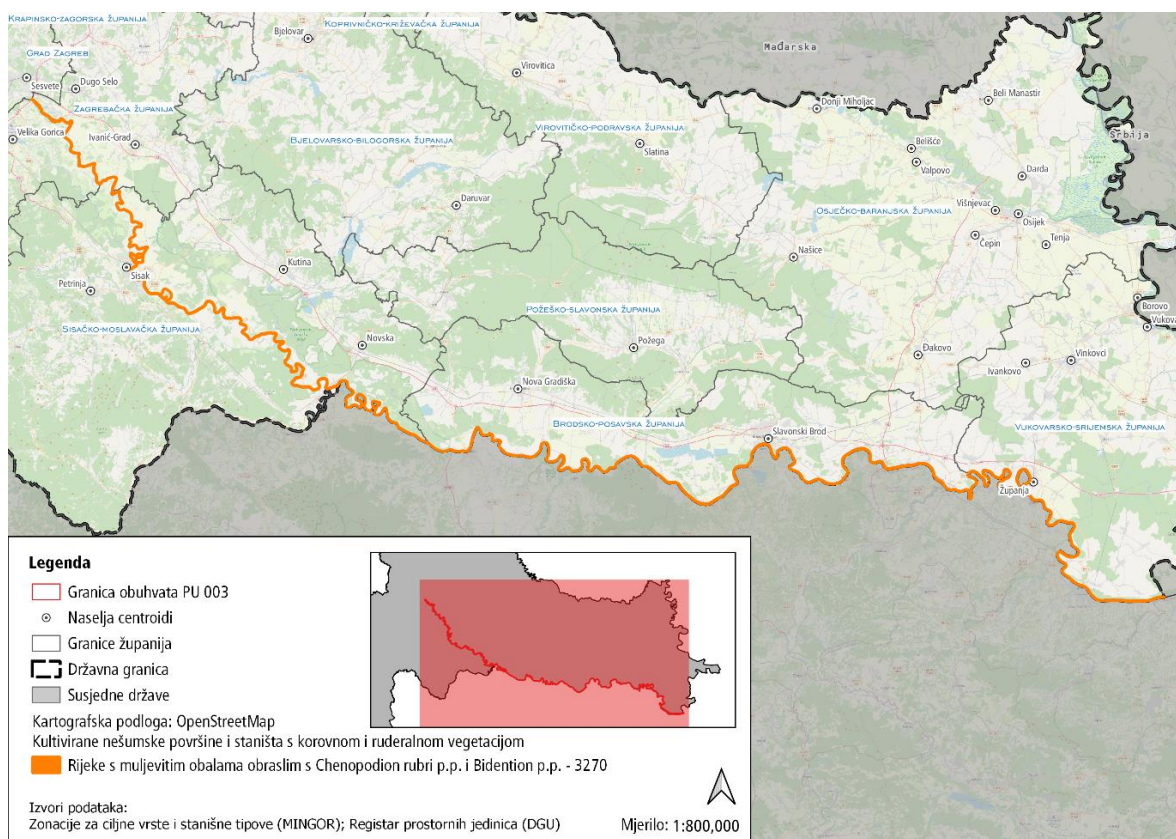 KRAPINSKO-ZAGORSKA ŽUPANIJA
KOPRIVNIČKO-KRIŽEVAČKA ŽUPANIJA
Bjelovar
Mađarska
GRAD ZAGREB
Sesvete
Dugo Selo
Virovitica
Beli Manastir
ZAGREBAČKA ŽUPANIJA
Donji Miholjac
Velika Gorica
Ivanić-Grad
BJELOVARSKO-BILOGORSKA ŽUPANIJA
VIROVITIČKO-PODRAVSKA ŽUPANIJA
Slatina
Belišće
Valpovo
Srbija
Darda
Daruvar
OSJEČKO-BARANJSKA ŽUPANIJA
Višnjevac
Osijek
Čepin
Tenja
Našice
Sisak
Kutina
Petrinja
Borovo
Vukova
SISAČKO-MOSLAVAČKA ŽUPANIJA
POŽEŠKO-SLAVONSKA ŽUPANIJA
Novska
Požega
Đakovo
Ivankovo
Vinkovci
Nova Gradiška
BRODSKO-POSAVSKA ŽUPANIJA
Slavonski Brod
VUKOVARSKO-SRIJEMSKA ŽUPANIJA
Županja
Legenda
Granica obuhvata PU 003
Naselja centroidi
Granice županija
Državna granica
Susjedne države
Kartografska podloga: OpenStreetMap
Kultivirane nešumske površine i staništa s korovnom i ruderalnom vegetacijom
Rijeke s muljevitim obalama obraslim s Chenopodion rubri p.p. i Bidention p.p. - 3270
Izvori podataka:
Zonacije za ciljne vrste i stanišne tipove (MINGOR); Registar prostornih jedinica (DGU)
Mjerilo: 1:800,000